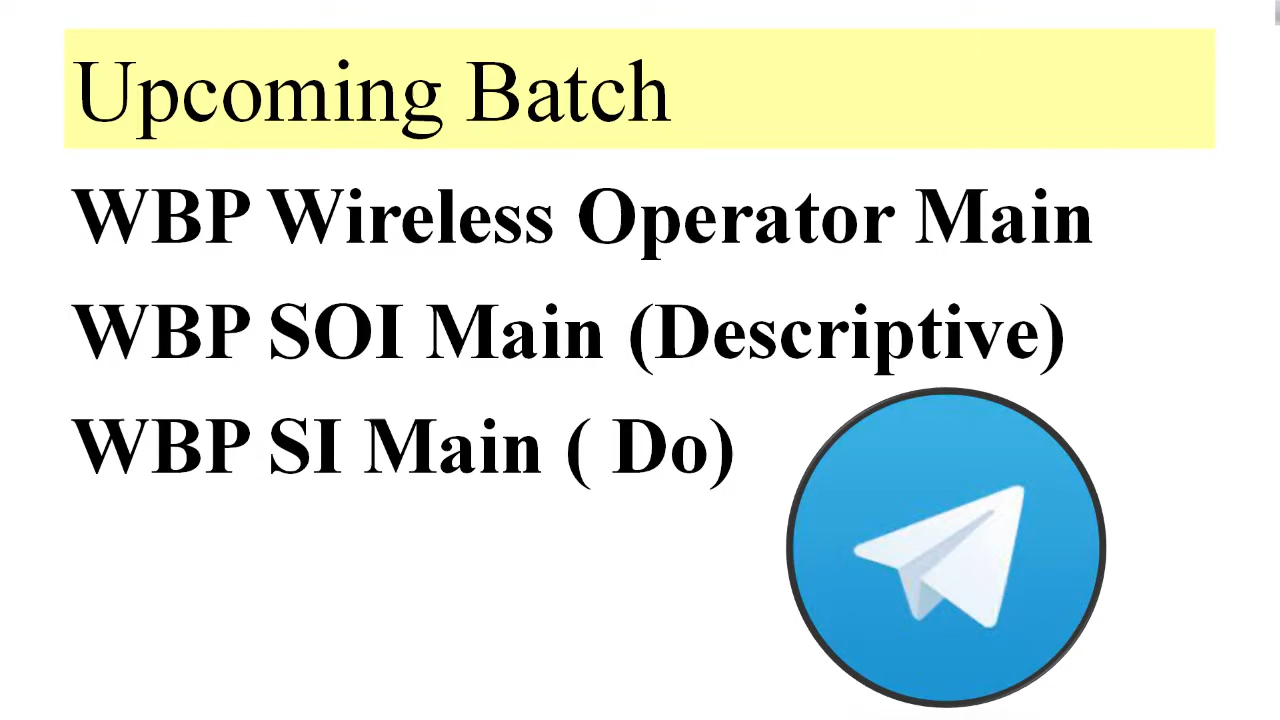 Upcoming Batch
WBP Wireless Operator Main
WBP SOI Main (Descriptive)
WBP SI Main ( Do)